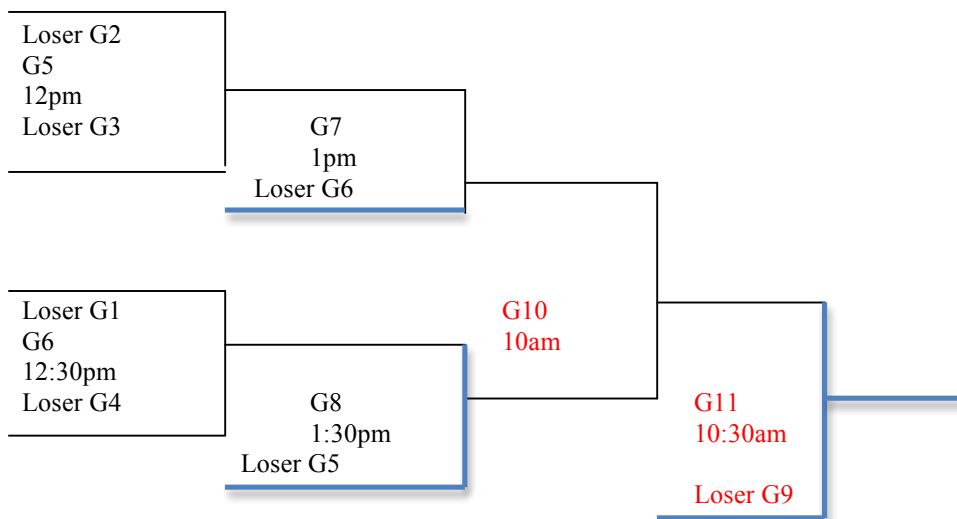 Loser G2
G5
12pm
Loser G3
G7
1pm
Loser G6
Loser G1
G6
12:30pm
Loser G4
G8
1:30pm
Loser G5
G10
10am
G11
10:30am
Loser G9